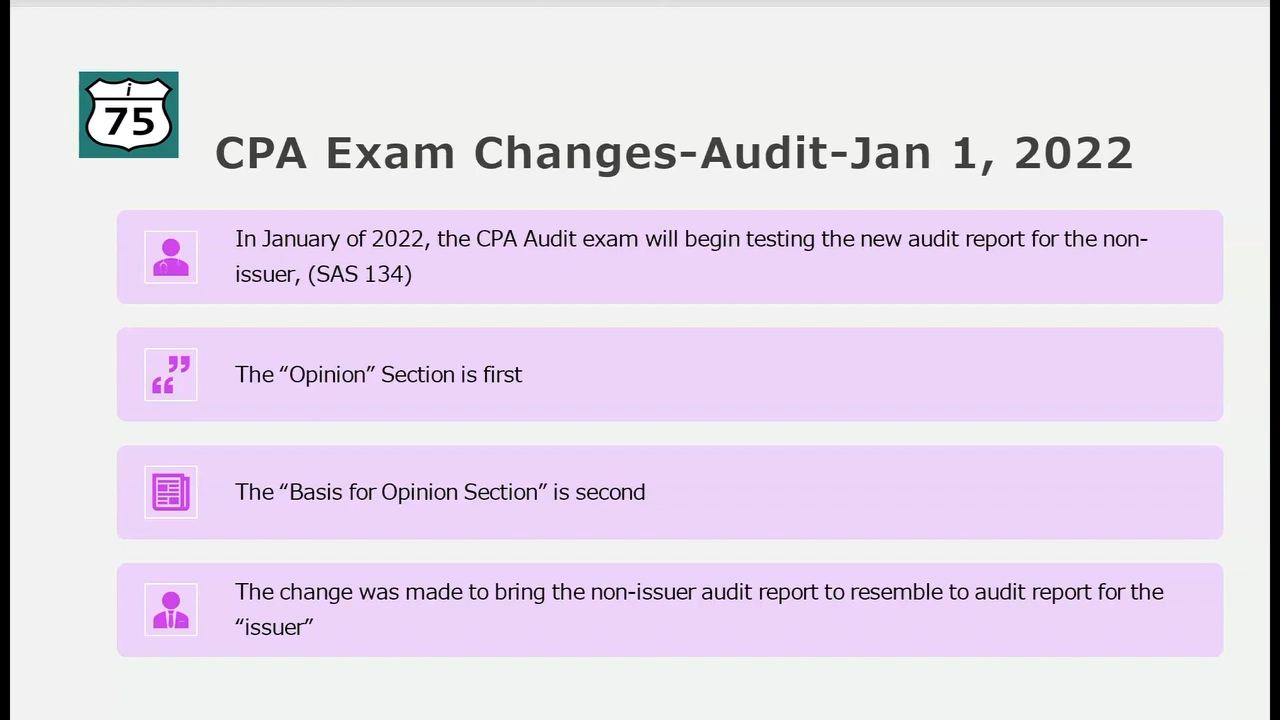 i
75
CPA Exam Changes-Audit-Jan 1, 2022
In January of 2022, the CPA Audit exam will begin testing the new audit report for the non-
issuer, (SAS 134)
The “Opinion” Section is first
The “Basis for Opinion Section” is second
The change was made to bring the non-issuer audit report to resemble to audit report for the
“issuer”